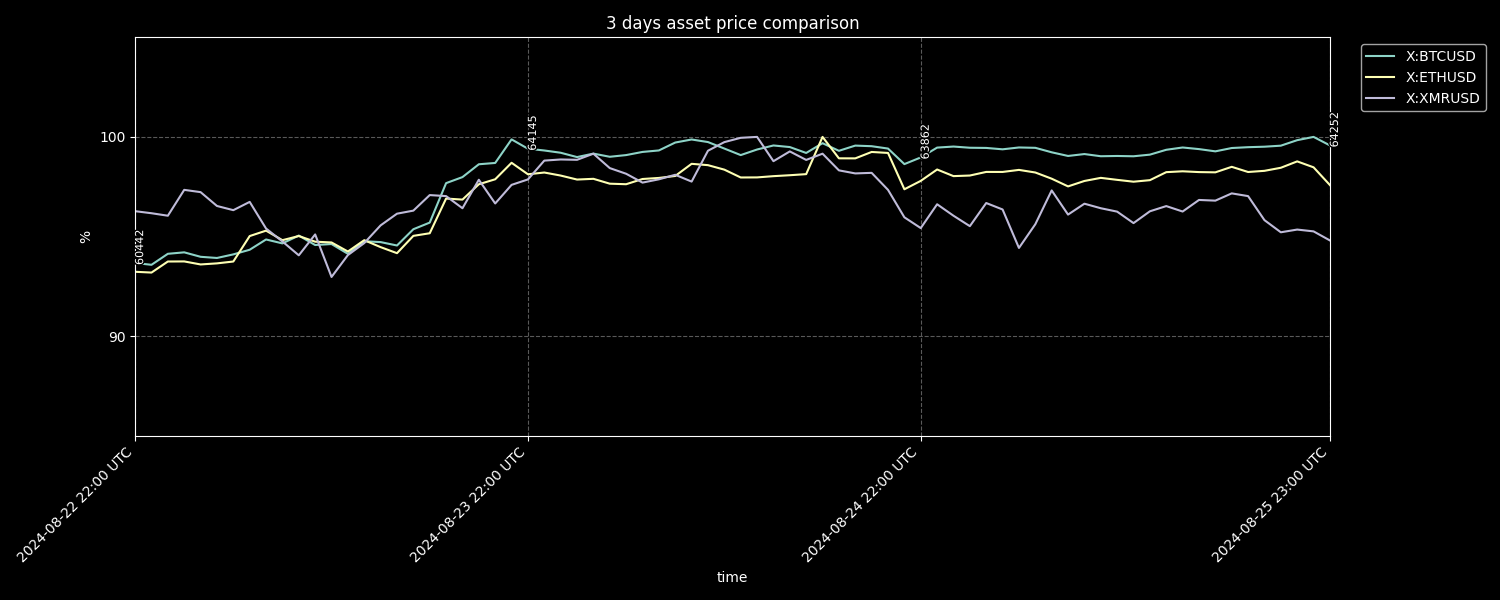 3 days asset price comparison
X:BTCUSD
X:ETHUSD
X:XMRUSD
100
90
%
60442
64145
63862
64252
2024-08-22 22:00 UTC
2024-08-23 22:00 UTC
2024-08-24 22:00 UTC
2024-08-25 23:00 UTC
time